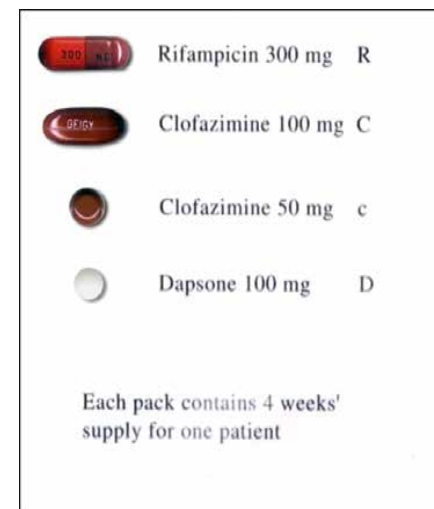 Rifampicin 300 mg R
300
Clofazimine 100 mg C
GEIGY
Clofazimine 50 mg c
Dapsone 100 mg D
Each pack contains 4 weeks'
supply for one patient